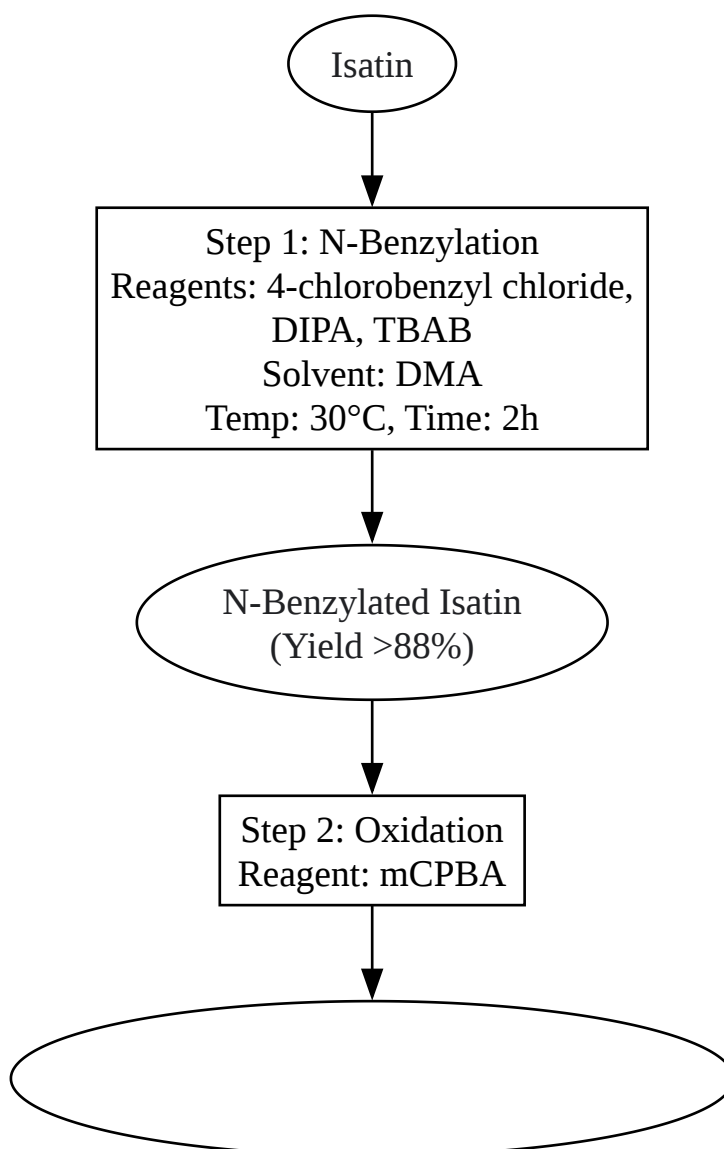 Isatin
Step 1: N-Benzylation
Reagents: 4-chlorobenzyl chloride,
DIPA, TBAB
Solvent: DMA
Temp: 30°C, Time: 2h
N-Benzylated Isatin
(Yield >88%)
Step 2: Oxidation
Reagent: mCPBA